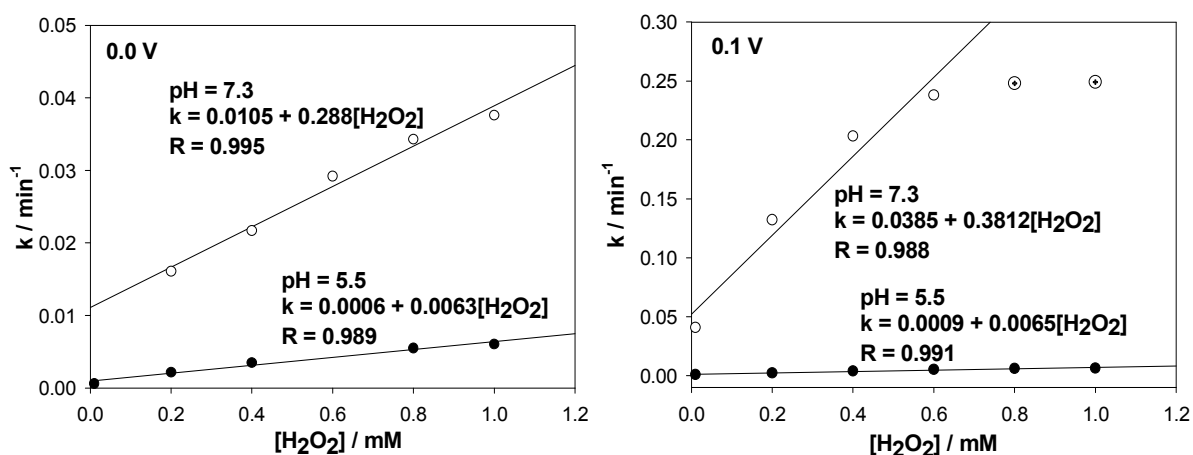 0.0 V
pH = 7.3
k = 0.0105 + 0.288[H₂O₂]
R = 0.995
pH = 5.5
k = 0.0006 + 0.0063[H₂O₂]
R = 0.989
k / min⁻¹
0.05
0.04
0.03
0.02
0.01
0.00
0.0 0.2 0.4 0.6 0.8 1.0 1.2
[H₂O₂] / mM
0.1 V
pH = 7.3
k = 0.0385 + 0.3812[H₂O₂]
R = 0.988
pH = 5.5
k = 0.0009 + 0.0065[H₂O₂]
R = 0.991
k / min⁻¹
0.30
0.25
0.20
0.15
0.10
0.05
0.00
0.0 0.2 0.4 0.6 0.8 1.0 1.2
[H₂O₂] / mM